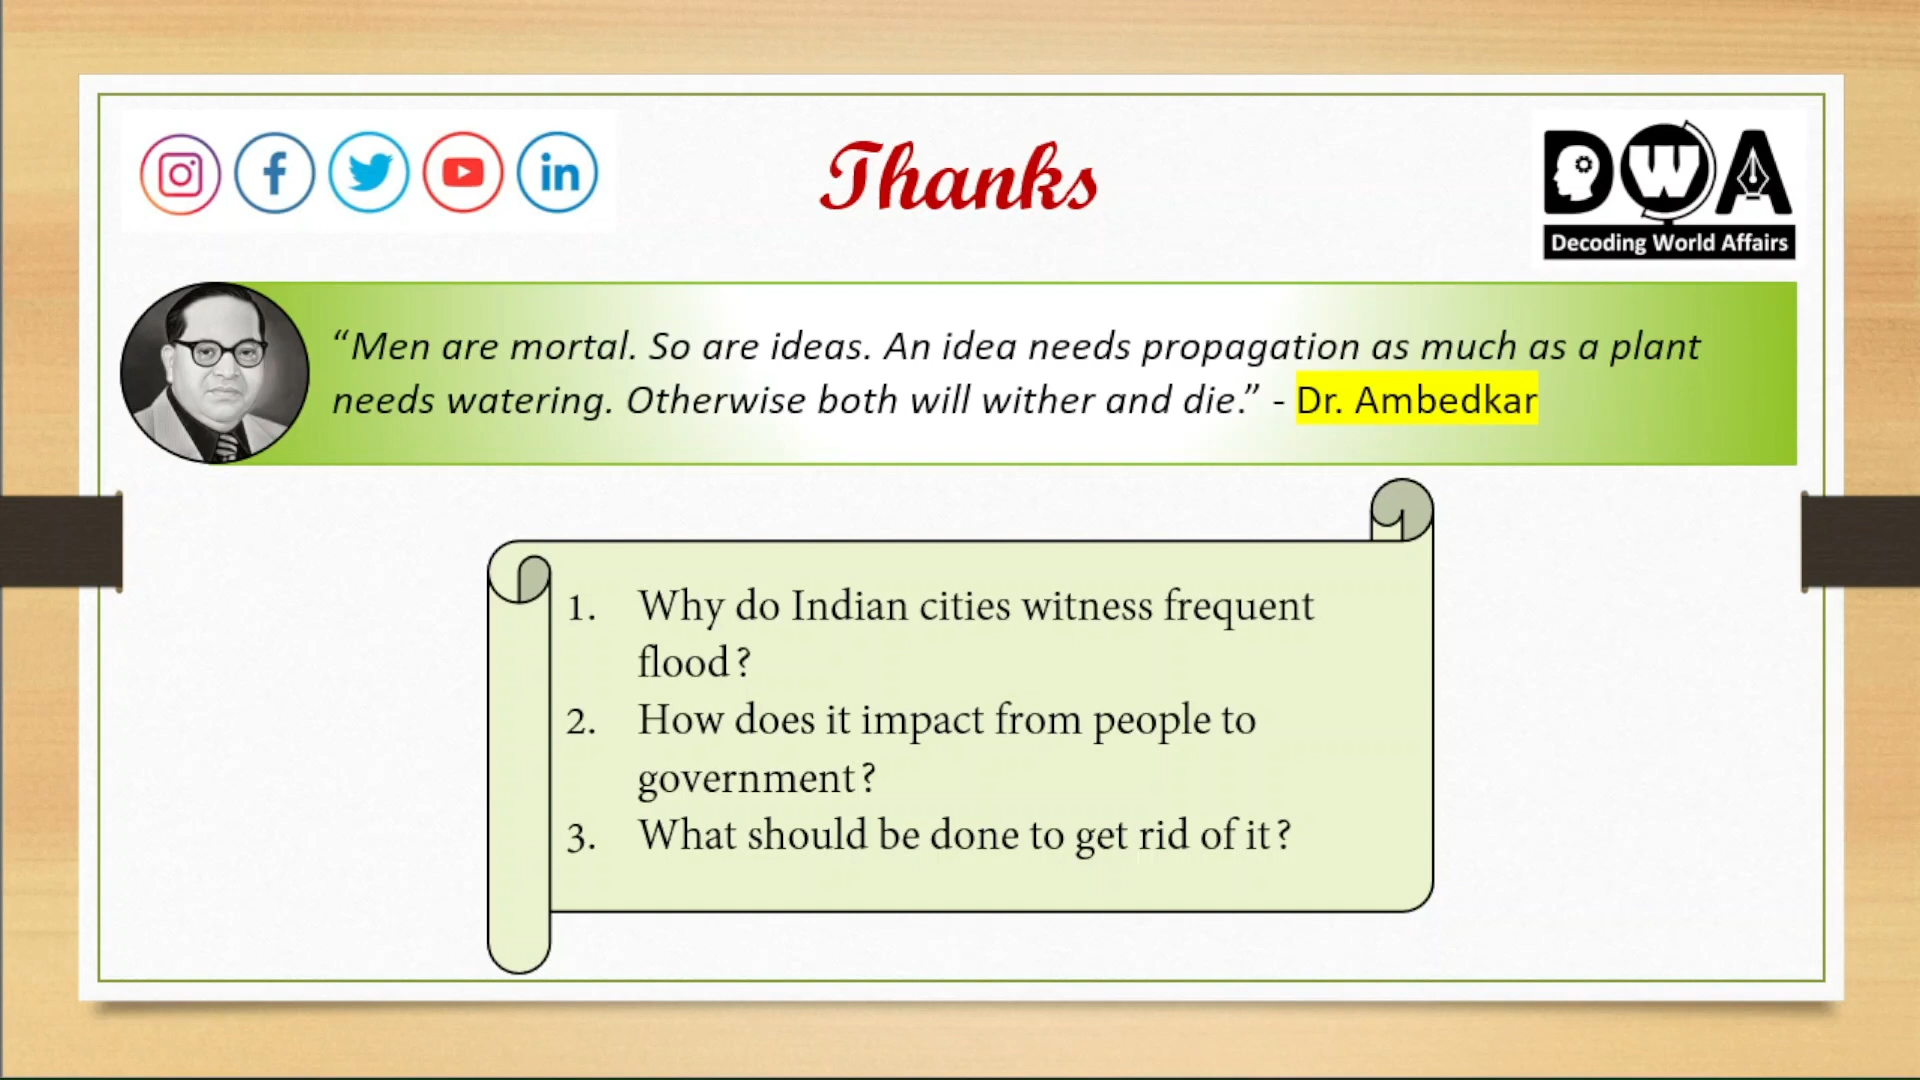 Thanks
DWA
Decoding World Affairs
“Men are mortal. So are ideas. An idea needs propagation as much as a plant
needs watering. Otherwise both will wither and die.” - Dr. Ambedkar
1. Why do Indian cities witness frequent
flood?
2. How does it impact from people to
government?
3. What should be done to get rid of it?